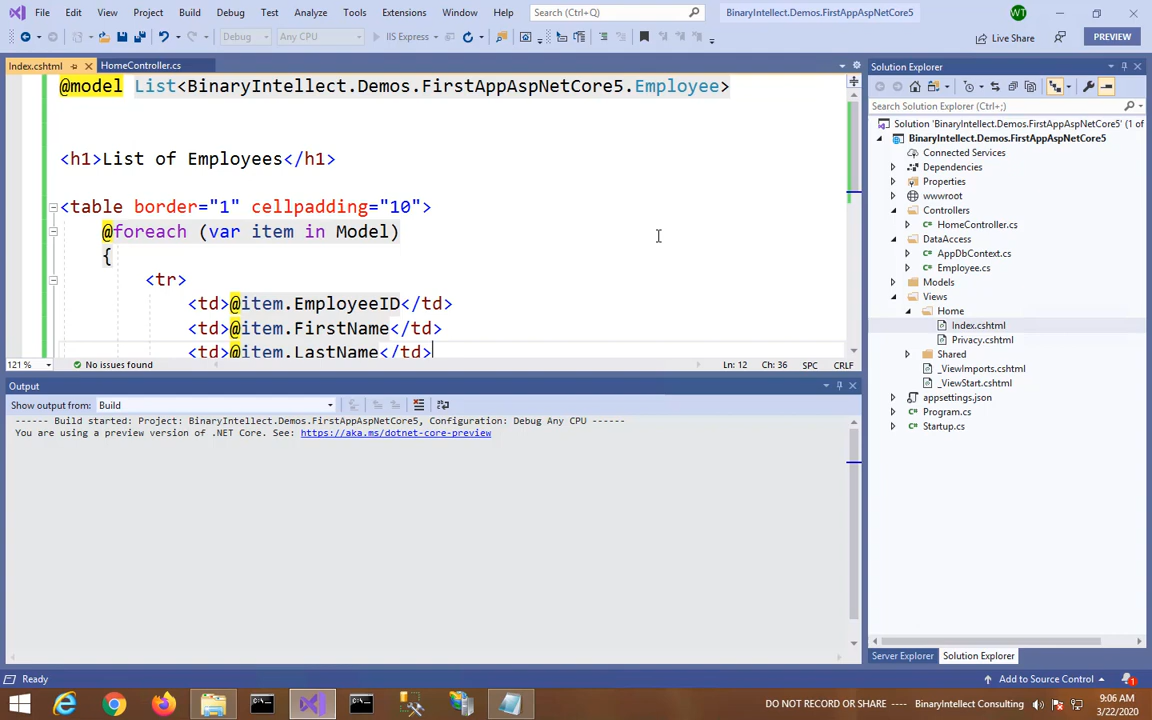 File Edit View Project Build Debug Test Analyze Tools Extensions Window Help Search (Ctrl+Q) BinaryIntellect.Demos.FirstAppAspNetCore5 WT
Debug Any CPU IIS Express Live Share PREVIEW
Index.cshtml HomeController.cs
@model List<BinaryIntellect.Demos.FirstAppAspNetCore5.Employee>
<h1>List of Employees</h1>
<table border="1" cellpadding="10">
@foreach (var item in Model)
{
<tr>
<td>@item.EmployeeID</td>
<td>@item.FirstName</td>
<td>@item.LastName</td>
121 % No issues found Ln: 12 Ch: 36 SPC CRLF
Output
Show output from: Build
------ Build started: Project: BinaryIntellect.Demos.FirstAppAspNetCore5, Configuration: Debug Any CPU ------
You are using a preview version of .NET Core. See: https://aka.ms/dotnet-core-preview
Solution Explorer
Search Solution Explorer (Ctrl+;)
Solution 'BinaryIntellect.Demos.FirstAppAspNetCore5' (1 of
BinaryIntellect.Demos.FirstAppAspNetCore5
Connected Services
Dependencies
Properties
wwwroot
Controllers
HomeController.cs
DataAccess
AppDbContext.cs
Employee.cs
Models
Views
Home
Index.cshtml
Privacy.cshtml
Shared
_ViewImports.cshtml
_ViewStart.cshtml
appsettings.json
Program.cs
Startup.cs
Server Explorer Solution Explorer
Ready Add to Source Control 1
DO NOT RECORD OR SHARE BinaryIntellect Consulting 9:06 AM
3/22/2020